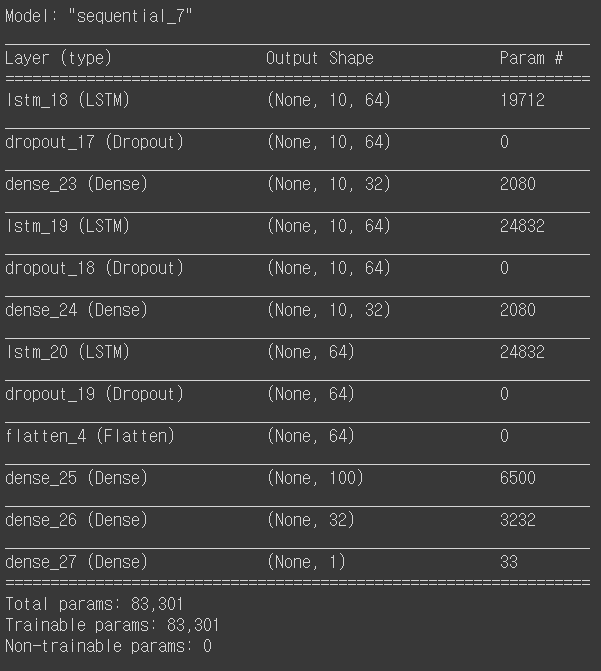 Model: "sequential_7"
_________________________________________________________________
Layer (type)                 Output Shape              Param #
=================================================================
lstm_18 (LSTM)               (None, 10, 64)            19712
_________________________________________________________________
dropout_17 (Dropout)         (None, 10, 64)            0
_________________________________________________________________
dense_23 (Dense)             (None, 10, 32)            2080
_________________________________________________________________
lstm_19 (LSTM)               (None, 10, 64)            24832
_________________________________________________________________
dropout_18 (Dropout)         (None, 10, 64)            0
_________________________________________________________________
dense_24 (Dense)             (None, 10, 32)            2080
_________________________________________________________________
lstm_20 (LSTM)               (None, 64)                24832
_________________________________________________________________
dropout_19 (Dropout)         (None, 64)                0
_________________________________________________________________
flatten_4 (Flatten)          (None, 64)                0
_________________________________________________________________
dense_25 (Dense)             (None, 100)               6500
_________________________________________________________________
dense_26 (Dense)             (None, 32)                3232
_________________________________________________________________
dense_27 (Dense)             (None, 1)                 33
=================================================================
Total params: 83,301
Trainable params: 83,301
Non-trainable params: 0